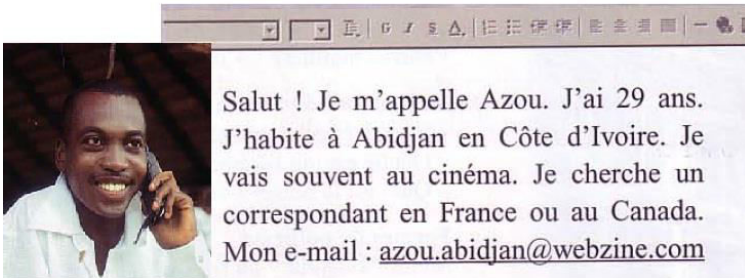 Salut ! Je m'appelle Azou. J'ai 29 ans.
J'habite à Abidjan en Côte d'Ivoire. Je
vais souvent au cinéma. Je cherche un
correspondant en France ou au Canada.
Mon e-mail : azou.abidjan@webzine.com